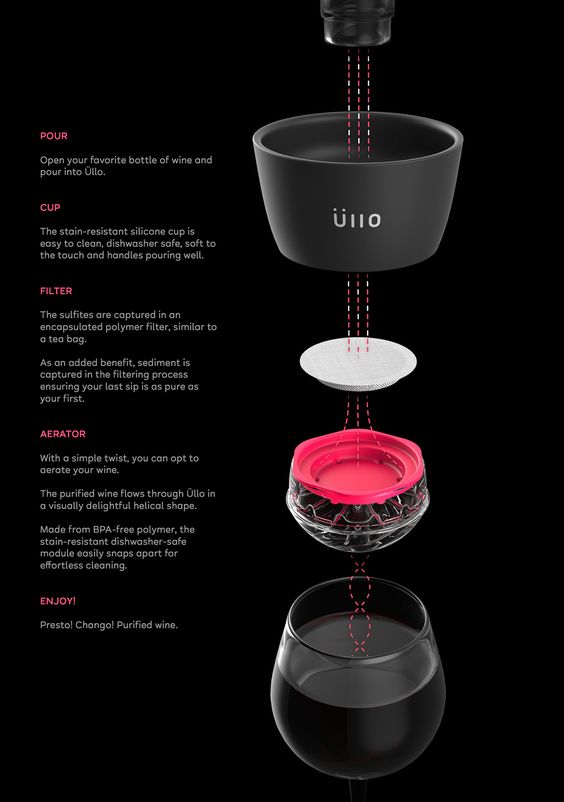 POUR
Open your favorite bottle of wine and
pour into Üllo.
CUP
The stain-resistant silicone cup is
easy to clean, dishwasher safe, soft to
the touch and handles pouring well.
FILTER
The sulfites are captured in an
encapsulated polymer filter, similar to
a tea bag.
As an added benefit, sediment is
captured in the filtering process
ensuring your last sip is as pure as
your first.
AERATOR
With a simple twist, you can opt to
aerate your wine.
The purified wine flows through Üllo in
a visually delightful helical shape.
Made from BPA-free polymer, the
stain-resistant dishwasher-safe
module easily snaps apart for
effortless cleaning.
ENJOY!
Presto! Chango! Purified wine.
Üllo